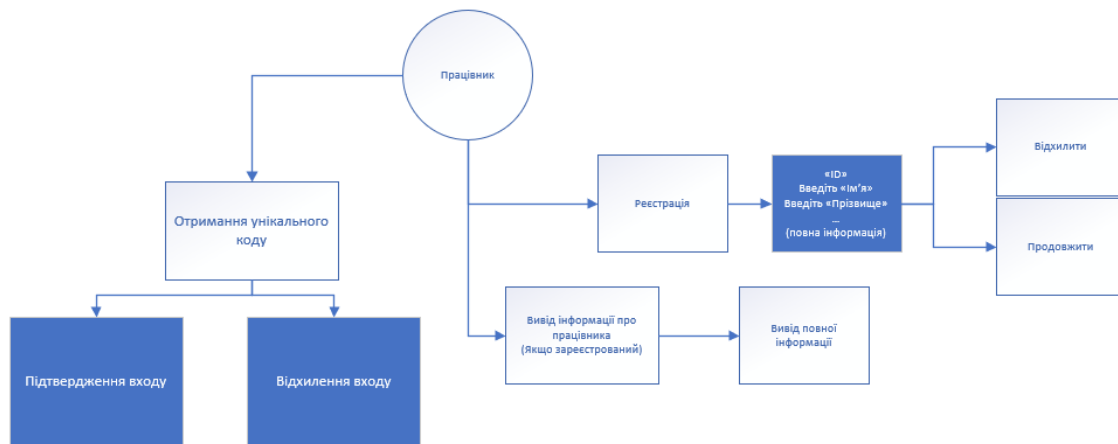 Працівник
Отримання унікального
коду
Підтвердження входу
Відхилення входу
Реєстрація
«ID»
Введіть «Ім’я»
Введіть «Прізвище»
...
(повна інформація)
Відхилити
Продовжити
Вивід інформації про
працівника
(Якщо зареєстрований)
Вивід повної
інформації